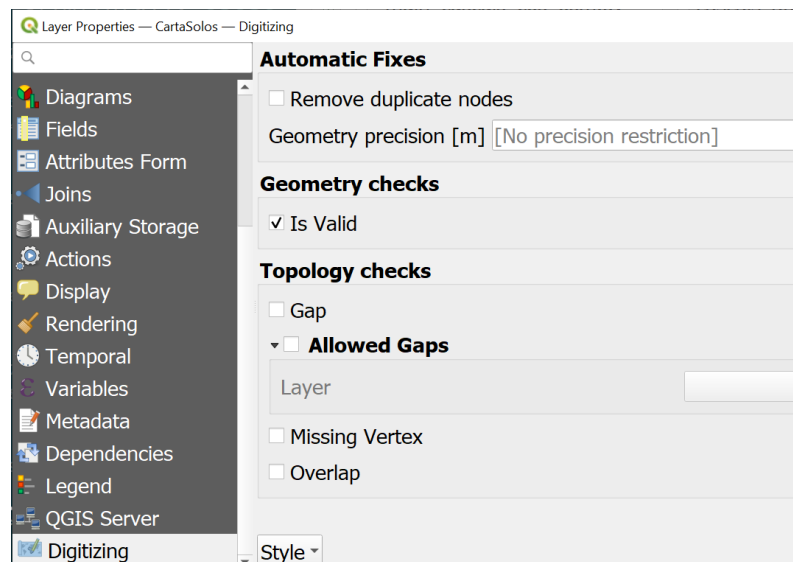 Layer Properties — CartaSolos — Digitizing
Automatic Fixes
Diagrams
Remove duplicate nodes
Fields
Geometry precision [m] [No precision restriction]
Attributes Form
Geometry checks
Joins
Auxiliary Storage
Is Valid
Actions
Topology checks
Display
Gap
Rendering
Allowed Gaps
Temporal
Variables
Layer
Metadata
Missing Vertex
Dependencies
Overlap
Legend
QGIS Server
Digitizing
Style